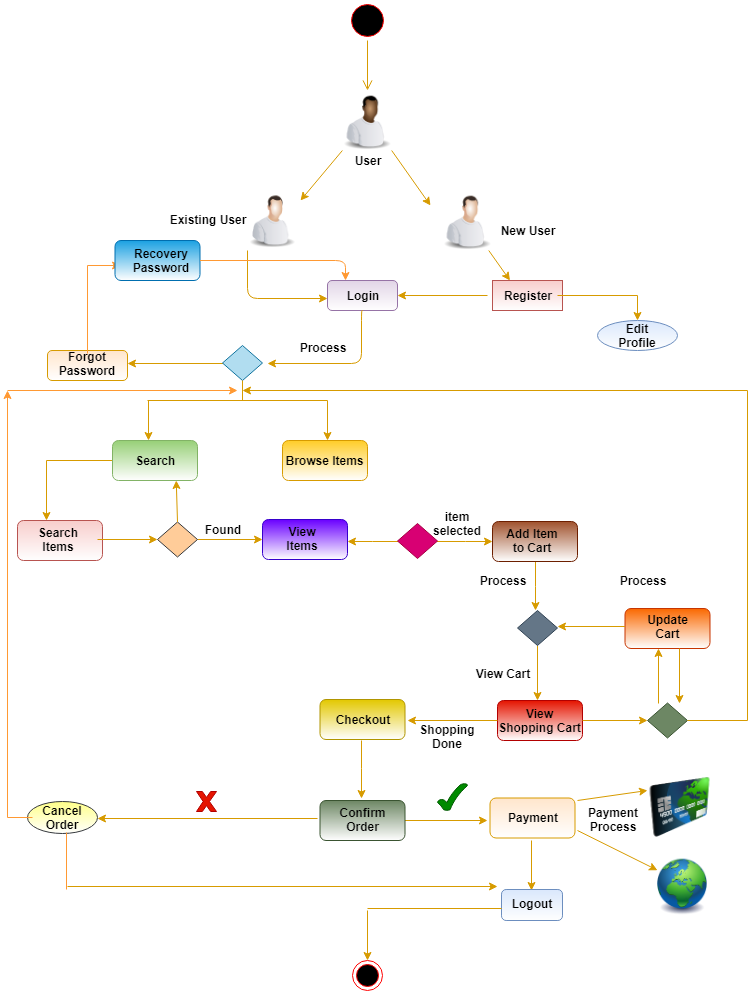 User
Existing User
New User
Recovery
Password
Login
Register
Edit
Profile
Process
Forgot
Password
Search
Browse Items
Search
Items
Found
View
Items
item
selected
Add Item
to Cart
Process
Process
Update
Cart
View Cart
View
Shopping Cart
Checkout
Shopping
Done
Cancel
Order
Confirm
Order
Payment
Payment
Process
Logout